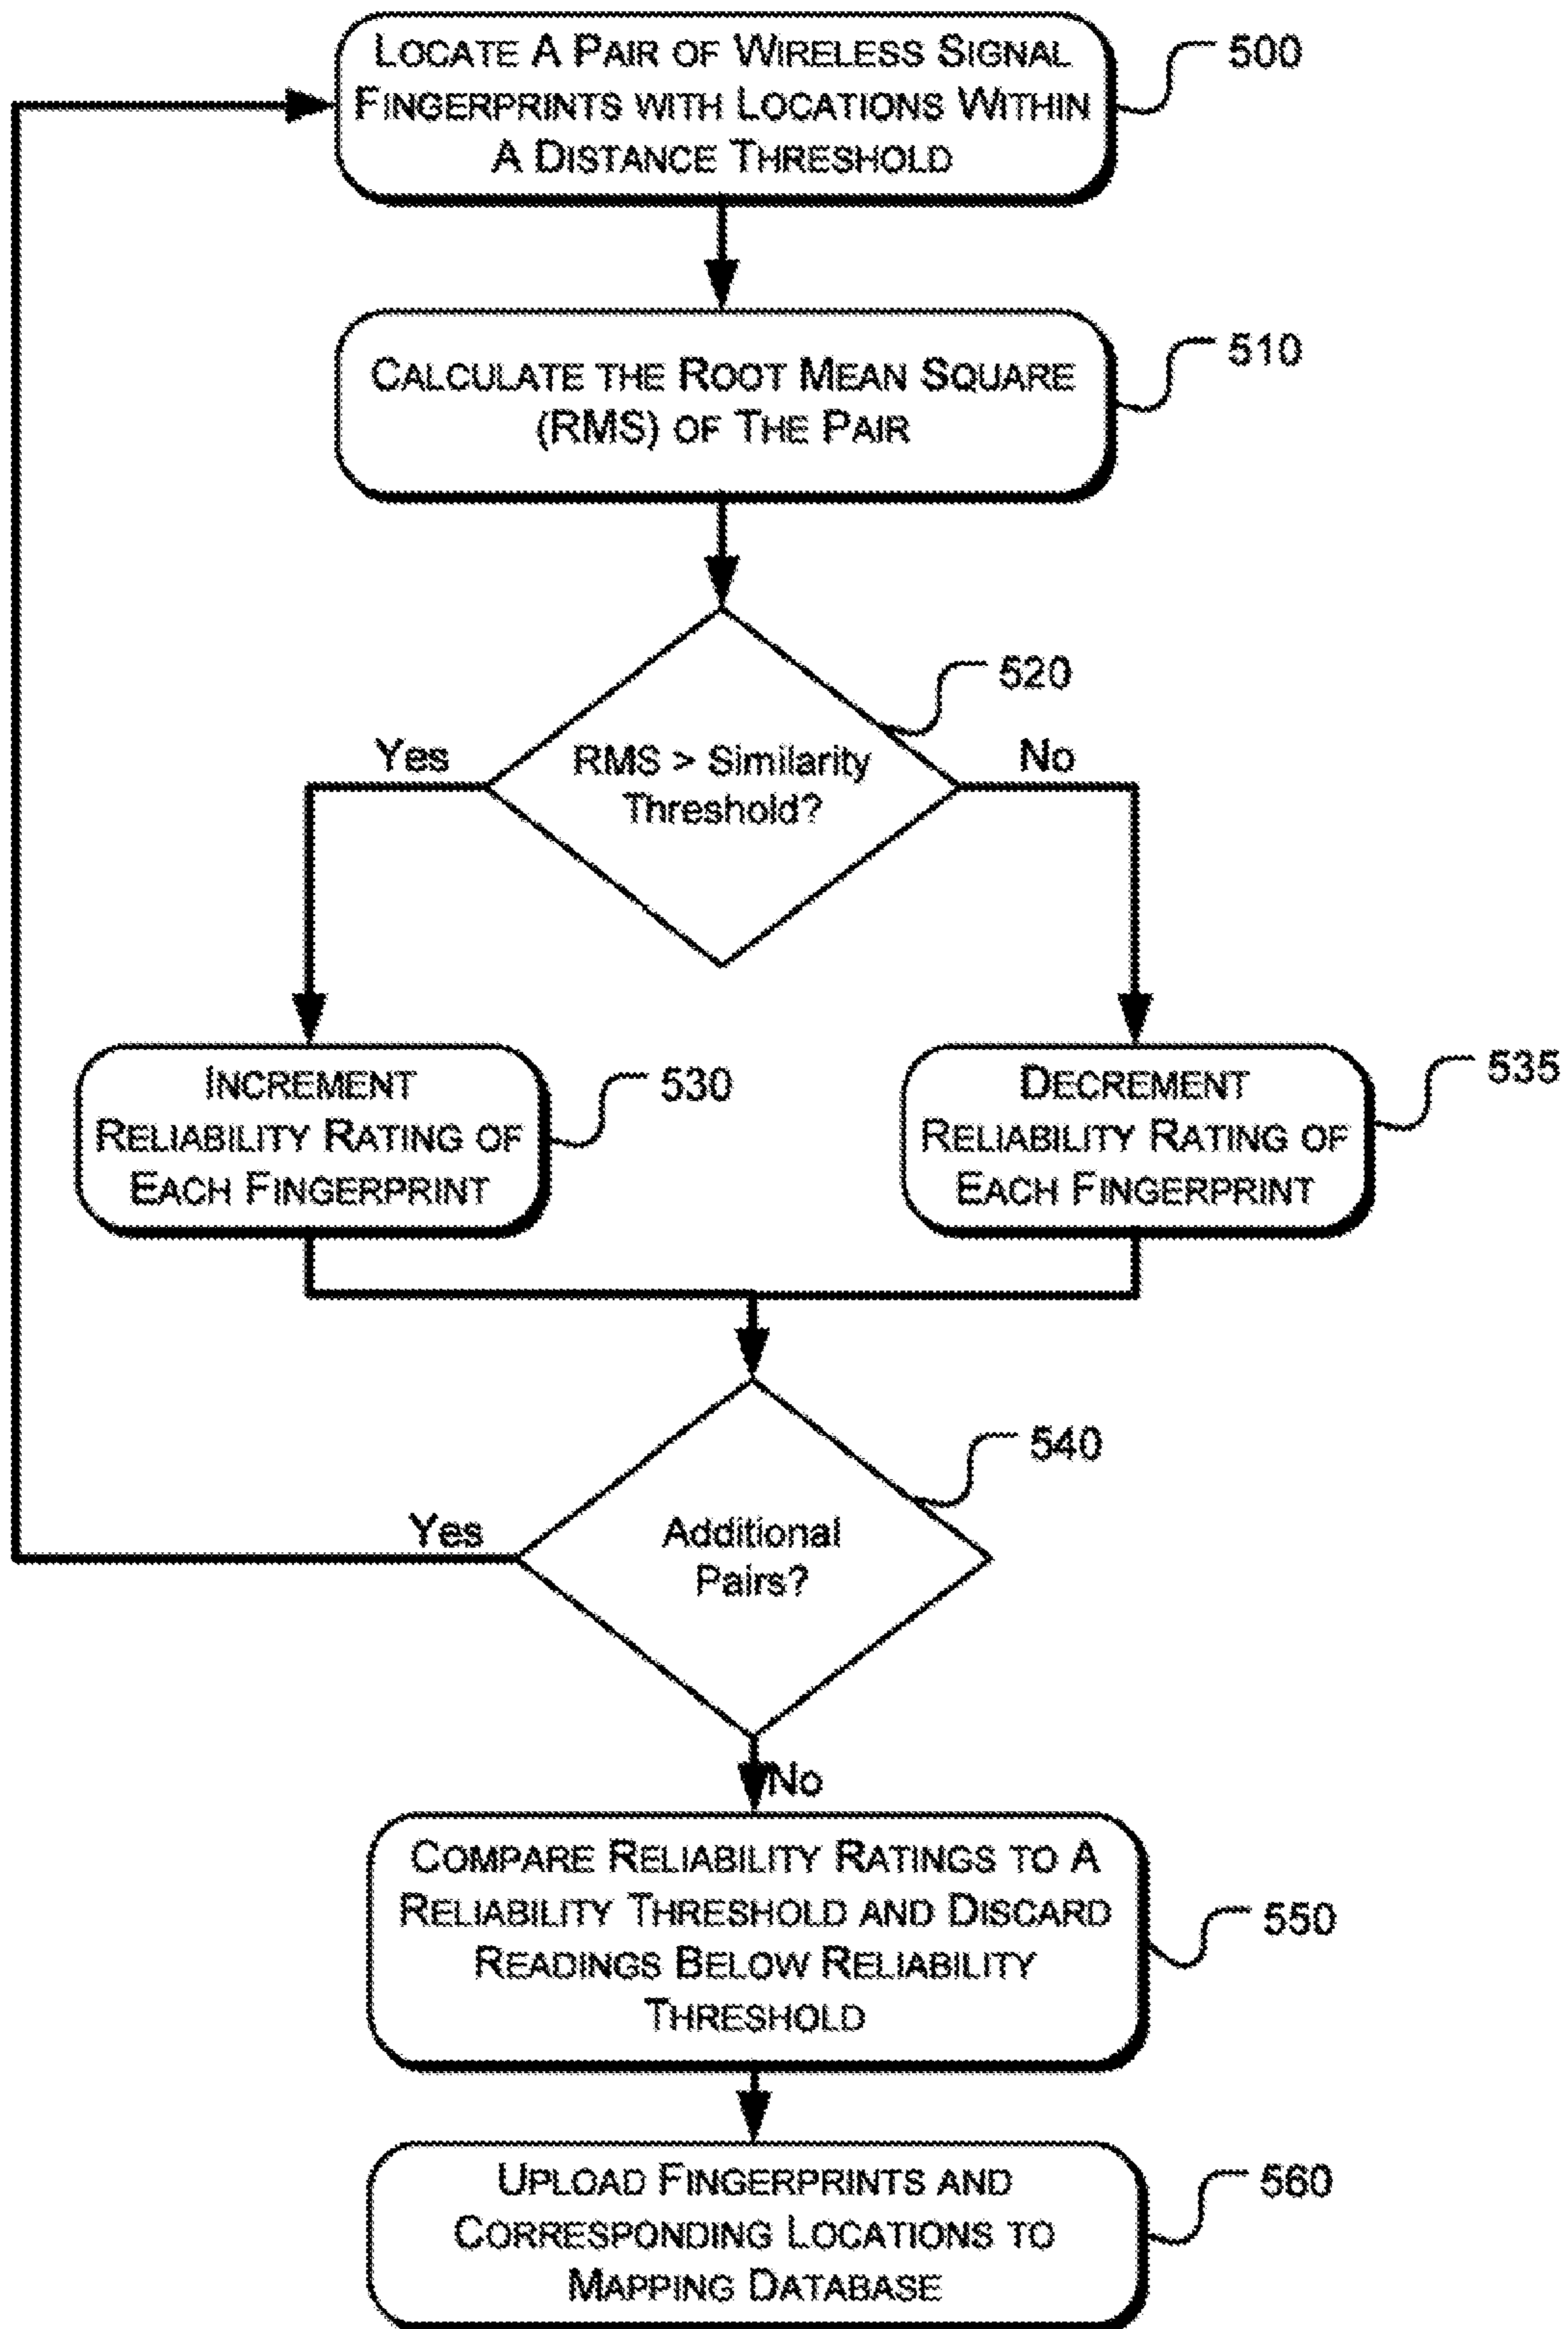 LOCATE A PAIR OF WIRELESS SIGNAL
FINGERPRINTS WITH LOCATIONS WITHIN
A DISTANCE THRESHOLD
500
CALCULATE THE ROOT MEAN SQUARE
(RMS) OF THE PAIR
510
520
Yes
RMS > Similarity
Threshold?
No
INCREMENT
RELIABILITY RATING OF
EACH FINGERPRINT
530
DECREMENT
RELIABILITY RATING OF
EACH FINGERPRINT
535
540
Yes
Additional
Pairs?
No
COMPARE RELIABILITY RATINGS TO A
RELIABILITY THRESHOLD AND DISCARD
READINGS BELOW RELIABILITY
THRESHOLD
550
UPLOAD FINGERPRINTS AND
CORRESPONDING LOCATIONS TO
MAPPING DATABASE
560